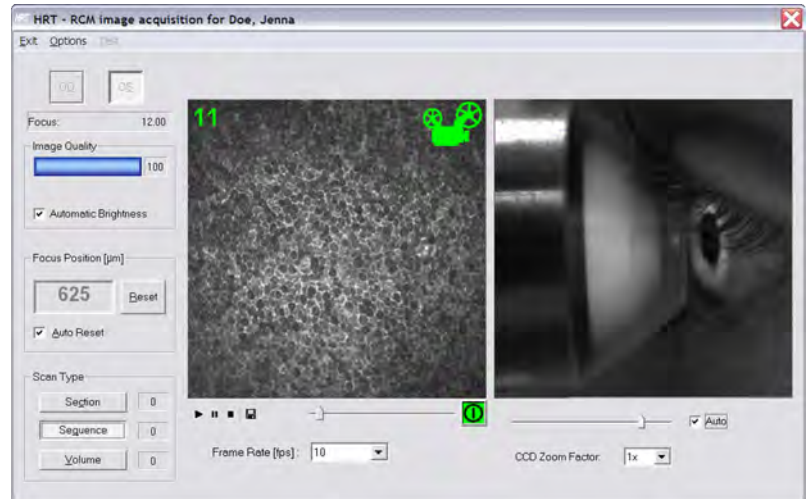 HRT - RCM image acquisition for Doe, Jenna
Exit Options
OD OS
Focus: 12.00
Image Quality
100
Automatic Brightness
Focus Position [µm]
625 Reset
Auto Reset
Scan Type
Section 0
Sequence 0
Volume 0
11
Frame Rate [fps] : 10
Auto
CCD Zoom Factor: 1x